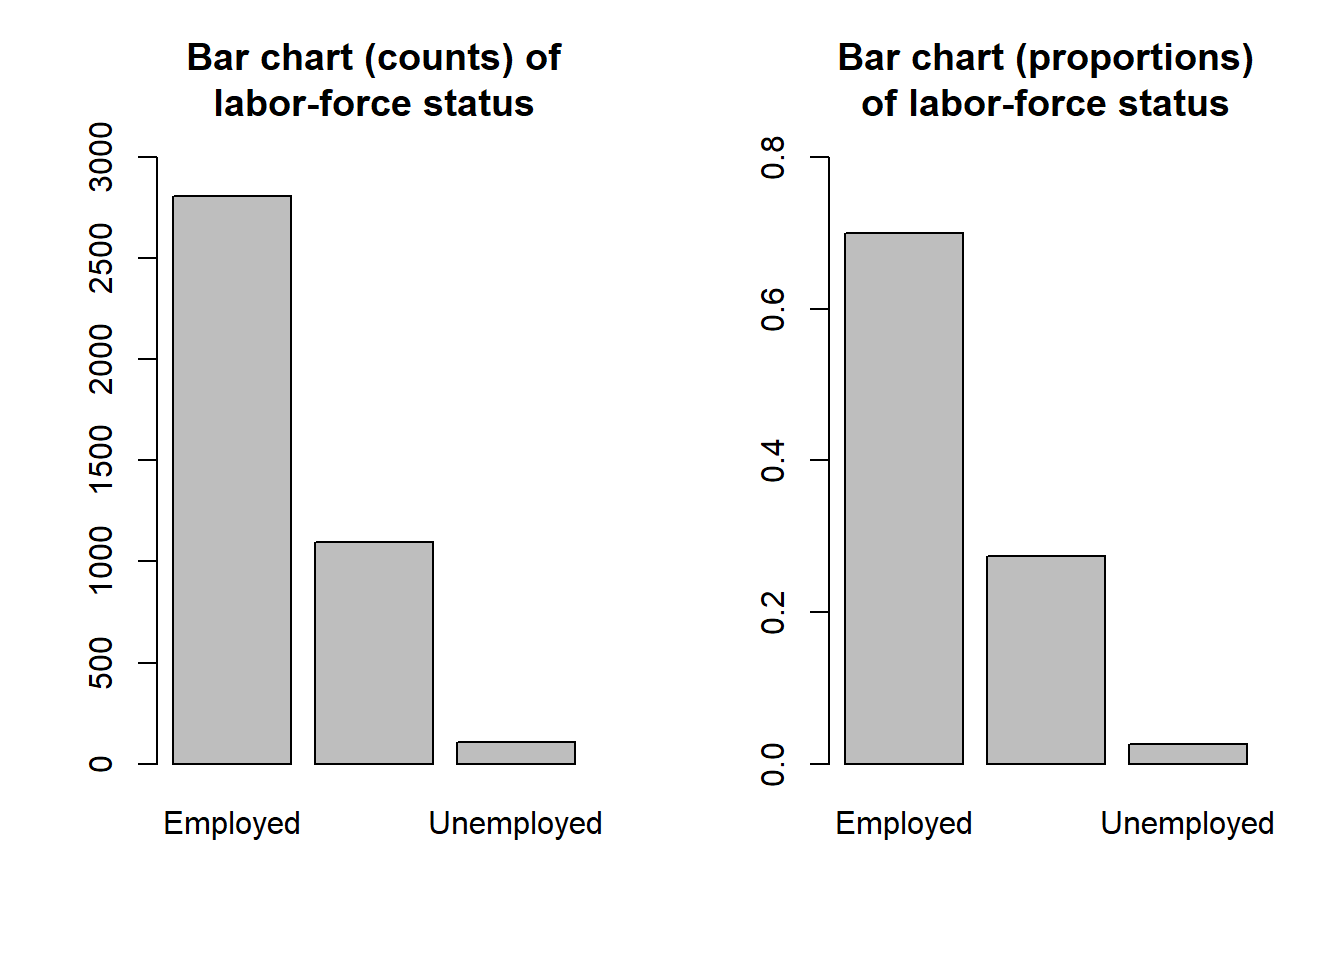 Bar chart (counts) of
labor-force status
3000
2500
2000
1500
1000
500
0
Employed
Unemployed
Bar chart (proportions)
of labor-force status
0.8
0.6
0.4
0.2
0.0
Employed
Unemployed